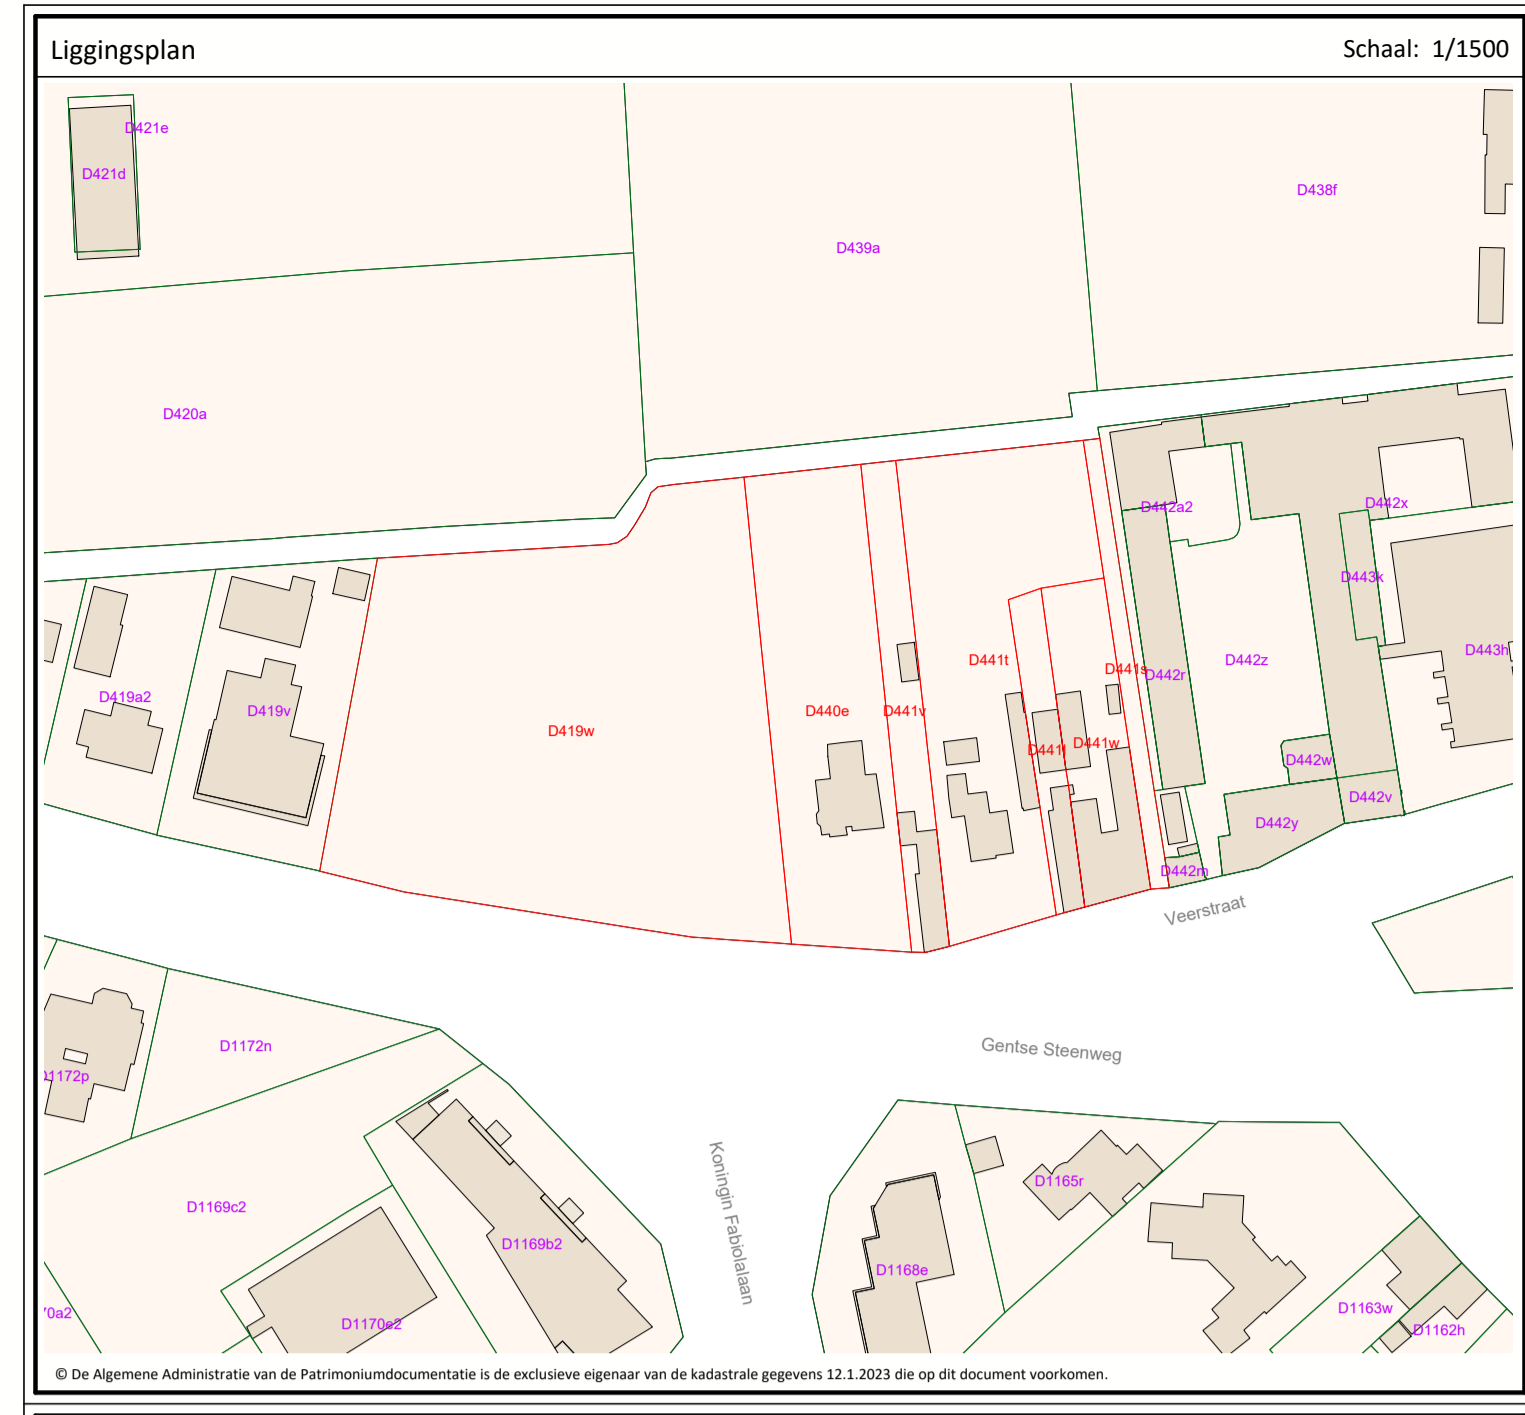 Liggingsplan
Schaal: 1/1500
D421e
D421d
D438f
D439a
D420a
D442a2
D442x
D443k
D443h
D441t
D442z
D441s
D442r
D419a2
D419v
D440e
D441v
D419w
D441w
D442w
D442v
D442y
D442m
Veerstraat
D1172n
Gentse Steenweg
D1172p
Koningin Fabiolalaan
D1165r
D1169c2
D1169b2
D1168e
D1163w
70a2
D1170e2
D1162h
© De Algemene Administratie van de Patrimoniumdocumentatie is de exclusieve eigenaar van de kadastrale gegevens 12.1.2023 die op dit document voorkomen.